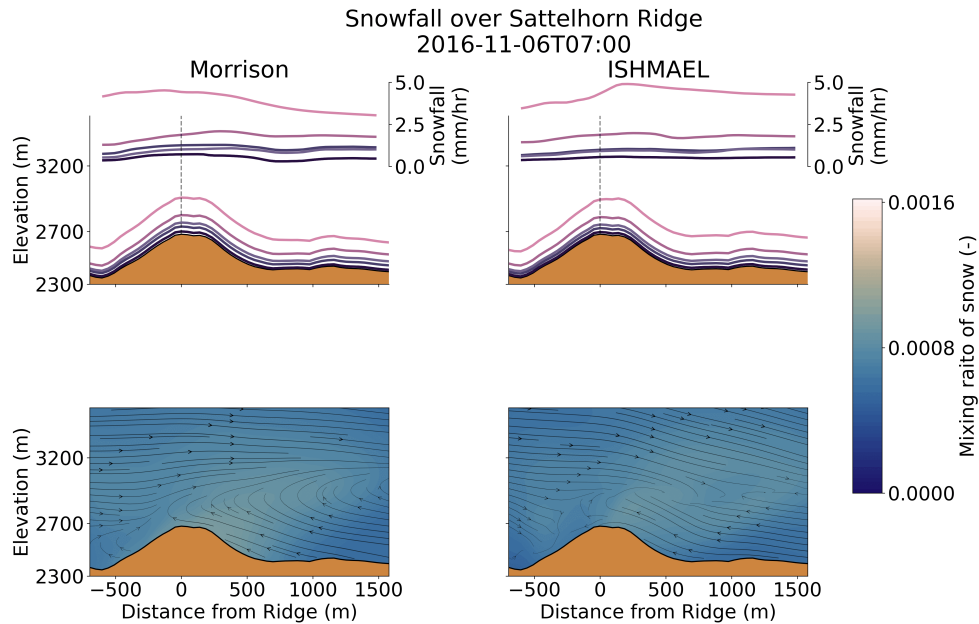 Snowfall over Sattelhorn Ridge
2016-11-06T07:00
Morrison
ISHMAEL
5.0
2.5
0.0
Snowfall
(mm/hr)
5.0
2.5
0.0
Snowfall
(mm/hr)
Elevation (m)
3200
2700
2300
0.0016
0.0008
0.0000
Mixing raito of snow (-)
Elevation (m)
3200
2700
2300
−500 0 500 1000 1500
Distance from Ridge (m)
−500 0 500 1000 1500
Distance from Ridge (m)